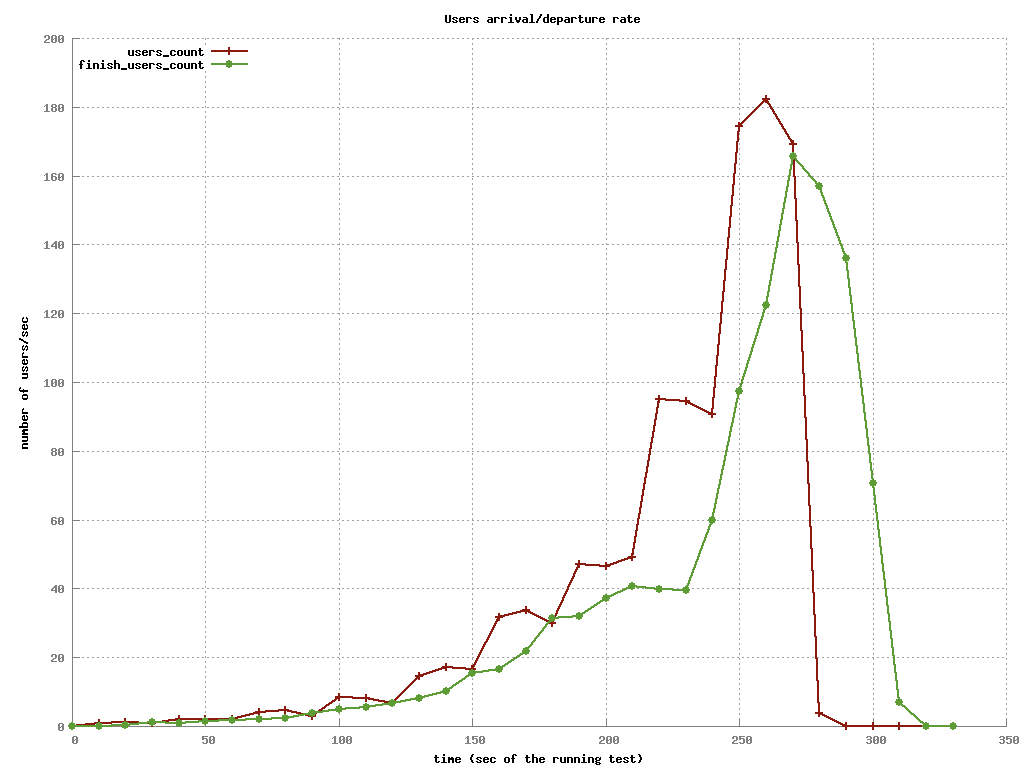 Users arrival/departure rate
users_count
finish_users_count
number of users/sec
200
180
160
140
120
100
80
60
40
20
0
0 50 100 150 200 250 300 350
time (sec of the running test)